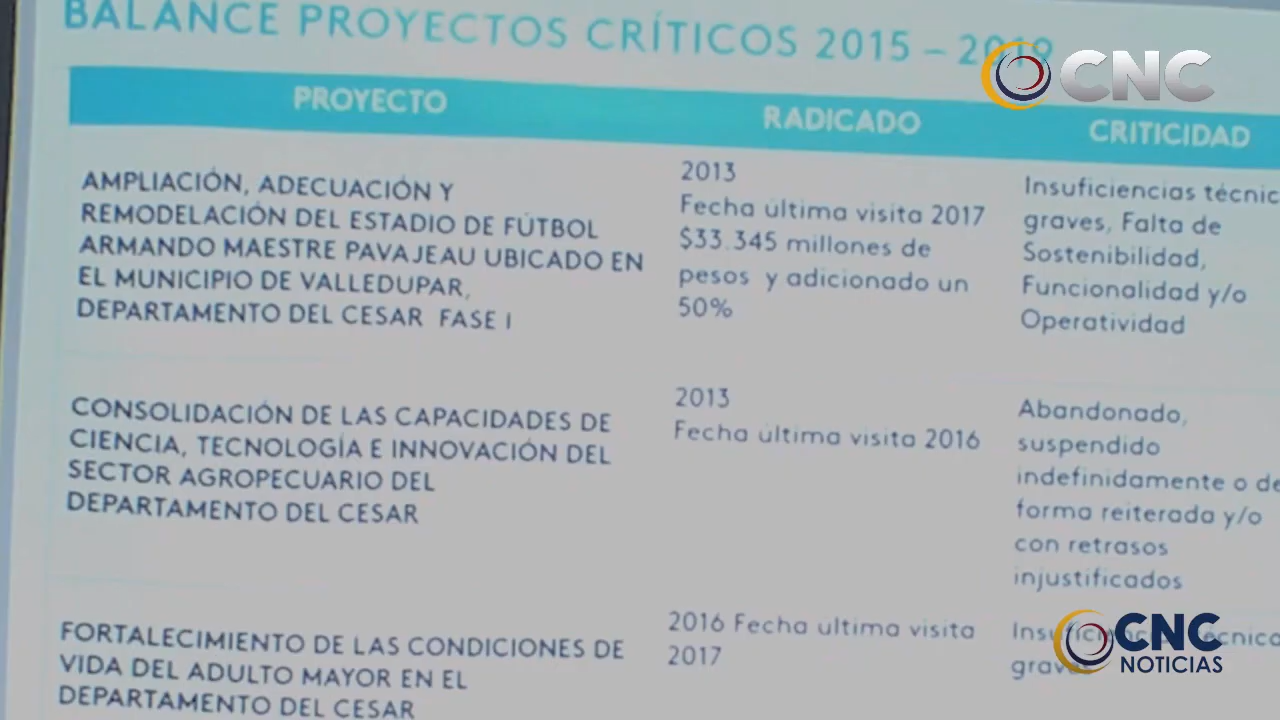 BALANCE PROYECTOS CRÍTICOS 2015 – 2019
CNC
PROYECTO
RADICADO
CRITICIDAD
AMPLIACIÓN, ADECUACIÓN Y
REMODELACIÓN DEL ESTADIO DE FÚTBOL
ARMANDO MAESTRE PAVAJEAU UBICADO EN
EL MUNICIPIO DE VALLEDUPAR,
DEPARTAMENTO DEL CESAR FASE I
2013
Fecha última visita 2017
$33.345 millones de
pesos y adicionado un
50%
Insuficiencias técnic
graves, Falta de
Sostenibilidad,
Funcionalidad y/o
Operatividad
CONSOLIDACIÓN DE LAS CAPACIDADES DE
CIENCIA, TECNOLOGÍA E INNOVACIÓN DEL
SECTOR AGROPECUARIO DEL
DEPARTAMENTO DEL CESAR
2013
Fecha última visita 2016
Abandonado,
suspendido
indefinidamente o de
forma reiterada y/o
con retrasos
injustificados
FORTALECIMIENTO DE LAS CONDICIONES DE
VIDA DEL ADULTO MAYOR EN EL
DEPARTAMENTO DEL CESAR
2016 Fecha ultima visita
2017
CNC
NOTICIAS